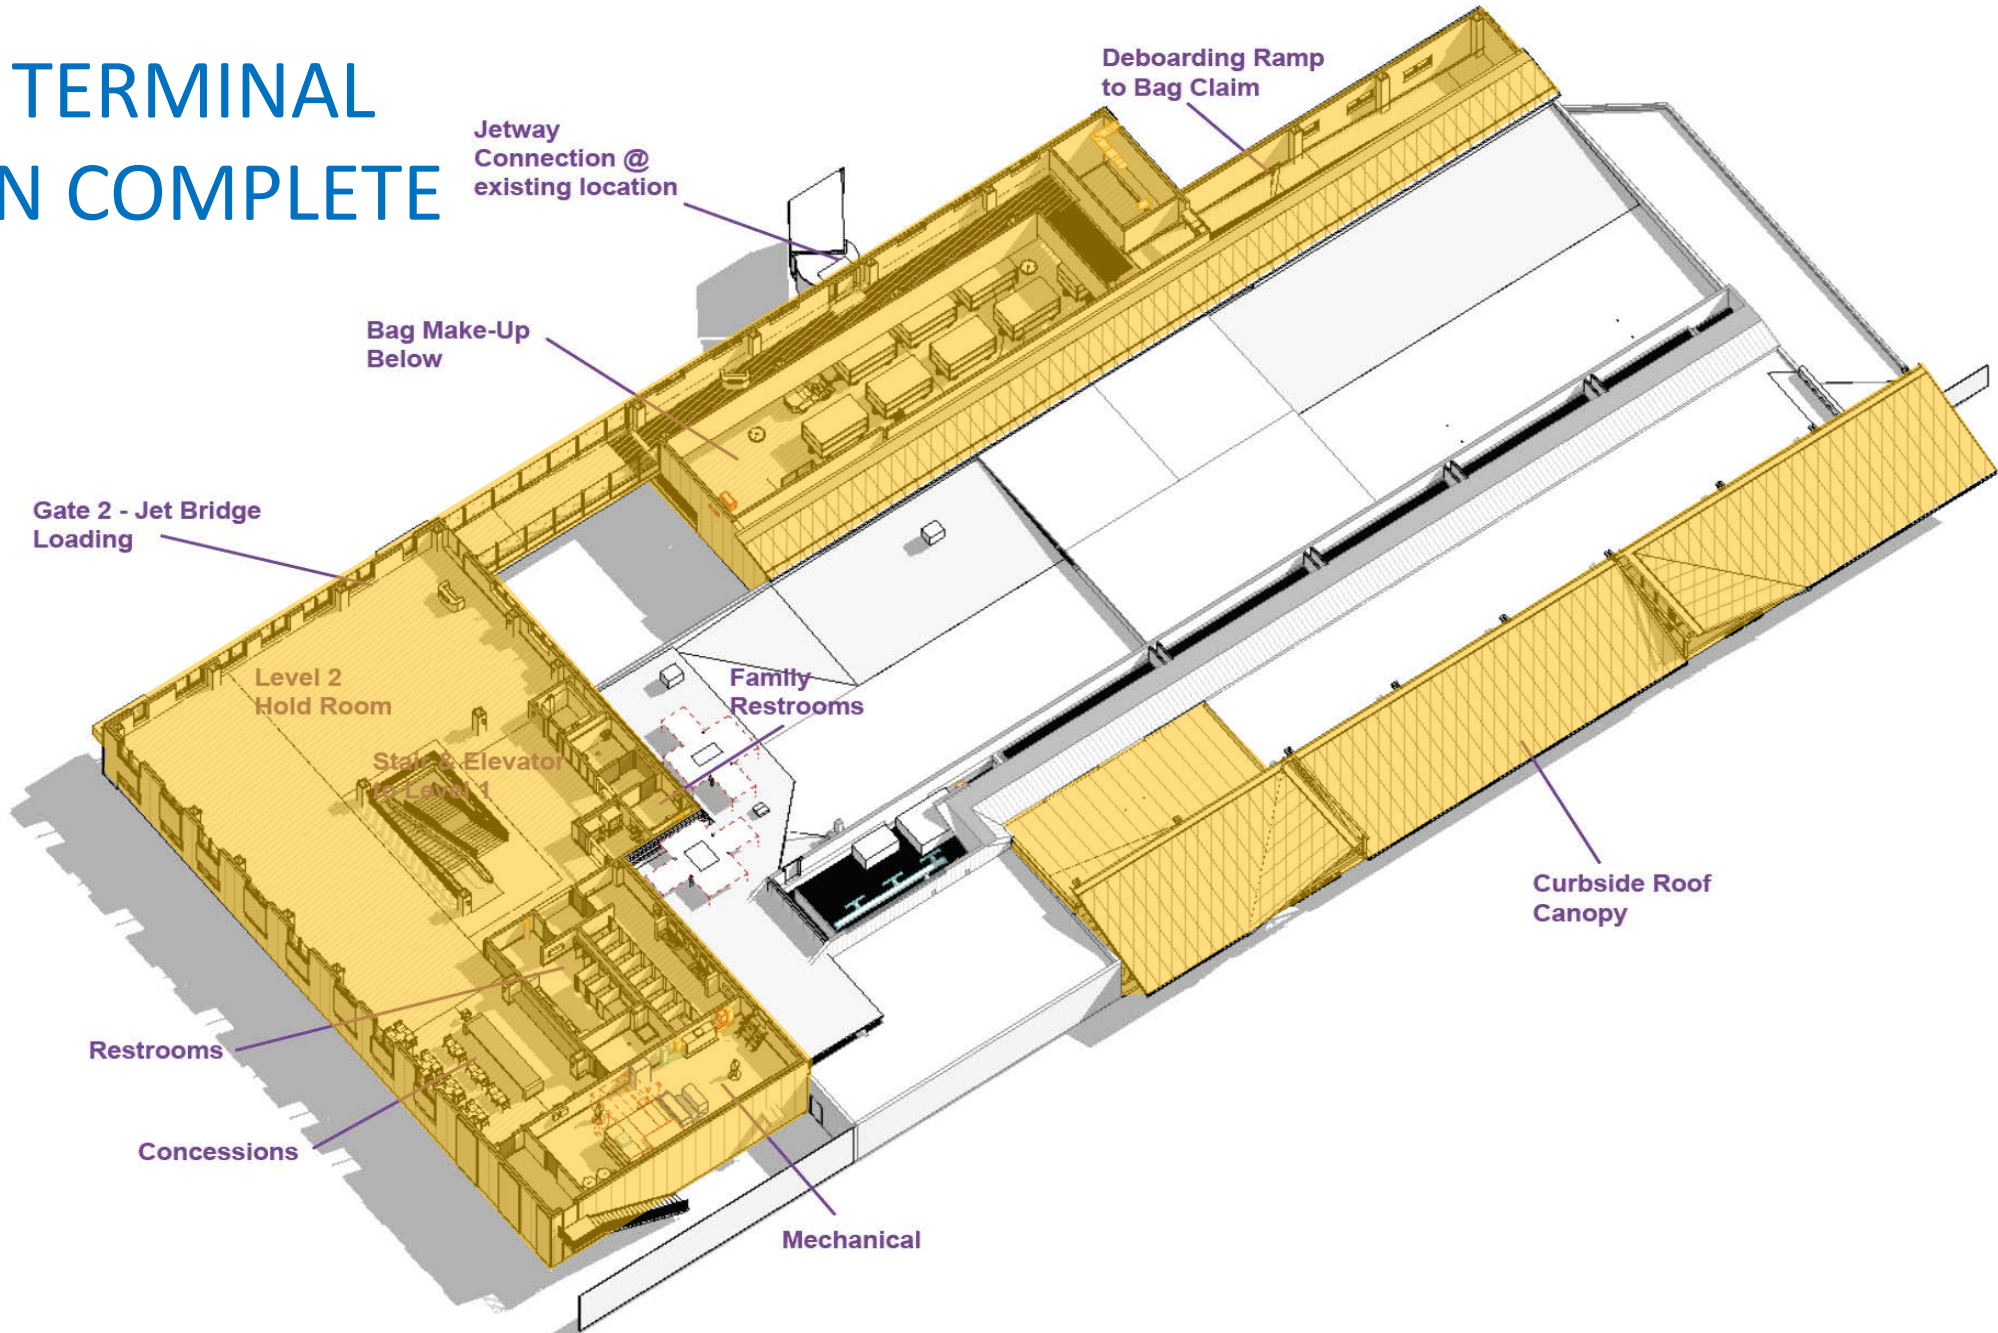 TERMINAL
N COMPLETE
Deboarding Ramp
to Bag Claim
Jetway
Connection @
existing location
Bag Make-Up
Below
Gate 2 - Jet Bridge
Loading
Level 2
Hold Room
Family
Restrooms
Stair & Elevator
to Level 1
Curbside Roof
Canopy
Restrooms
Concessions
Mechanical